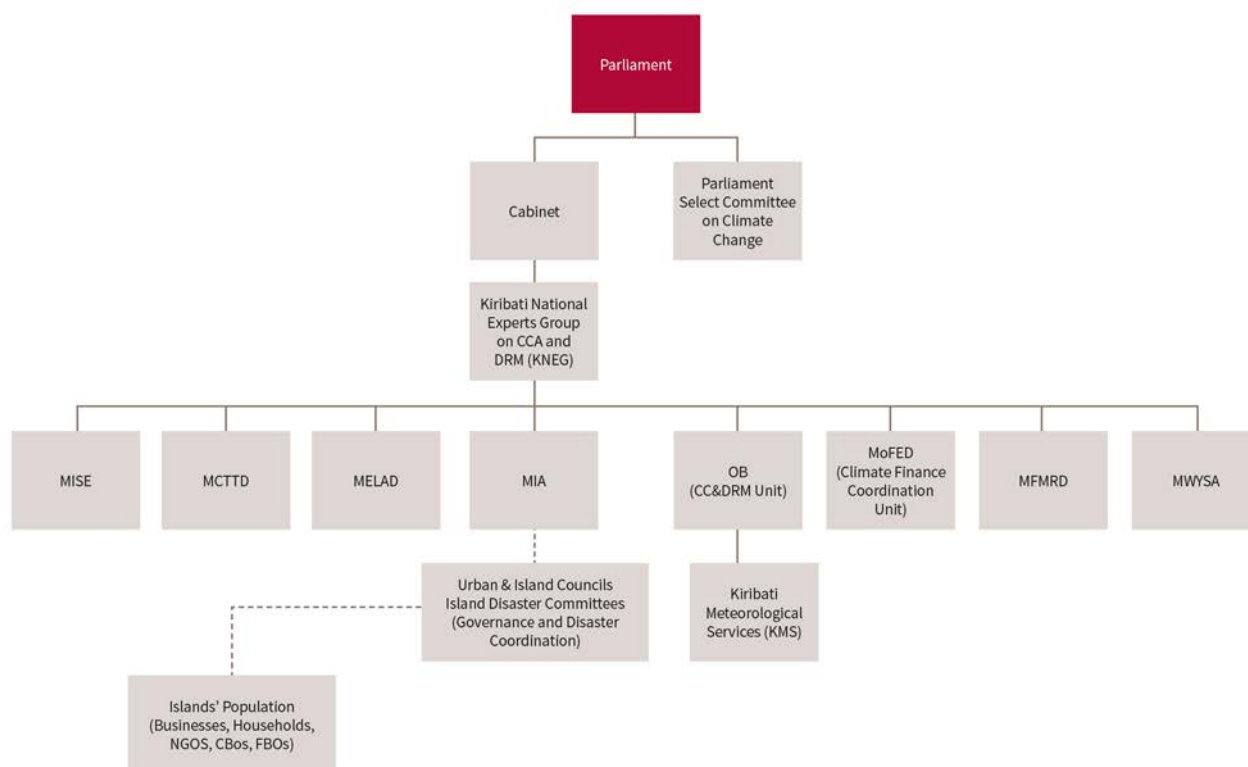 Parliament
Cabinet
Parliament
Select Committee
on Climate
Change
Kiribati National
Experts Group
on CCA and
DRM (KNEG)
MISE
MCTTD
MELAD
MIA
OB
(CC&DRM Unit)
MoFED
(Climate Finance
Coordination
Unit)
MFMRD
MWYSA
Urban & Island Councils
Island Disaster Committees
(Governance and Disaster
Coordination)
Kiribati
Meteorological
Services (KMS)
Islands’ Population
(Businesses, Households,
NGOS, CBos, FBOs)